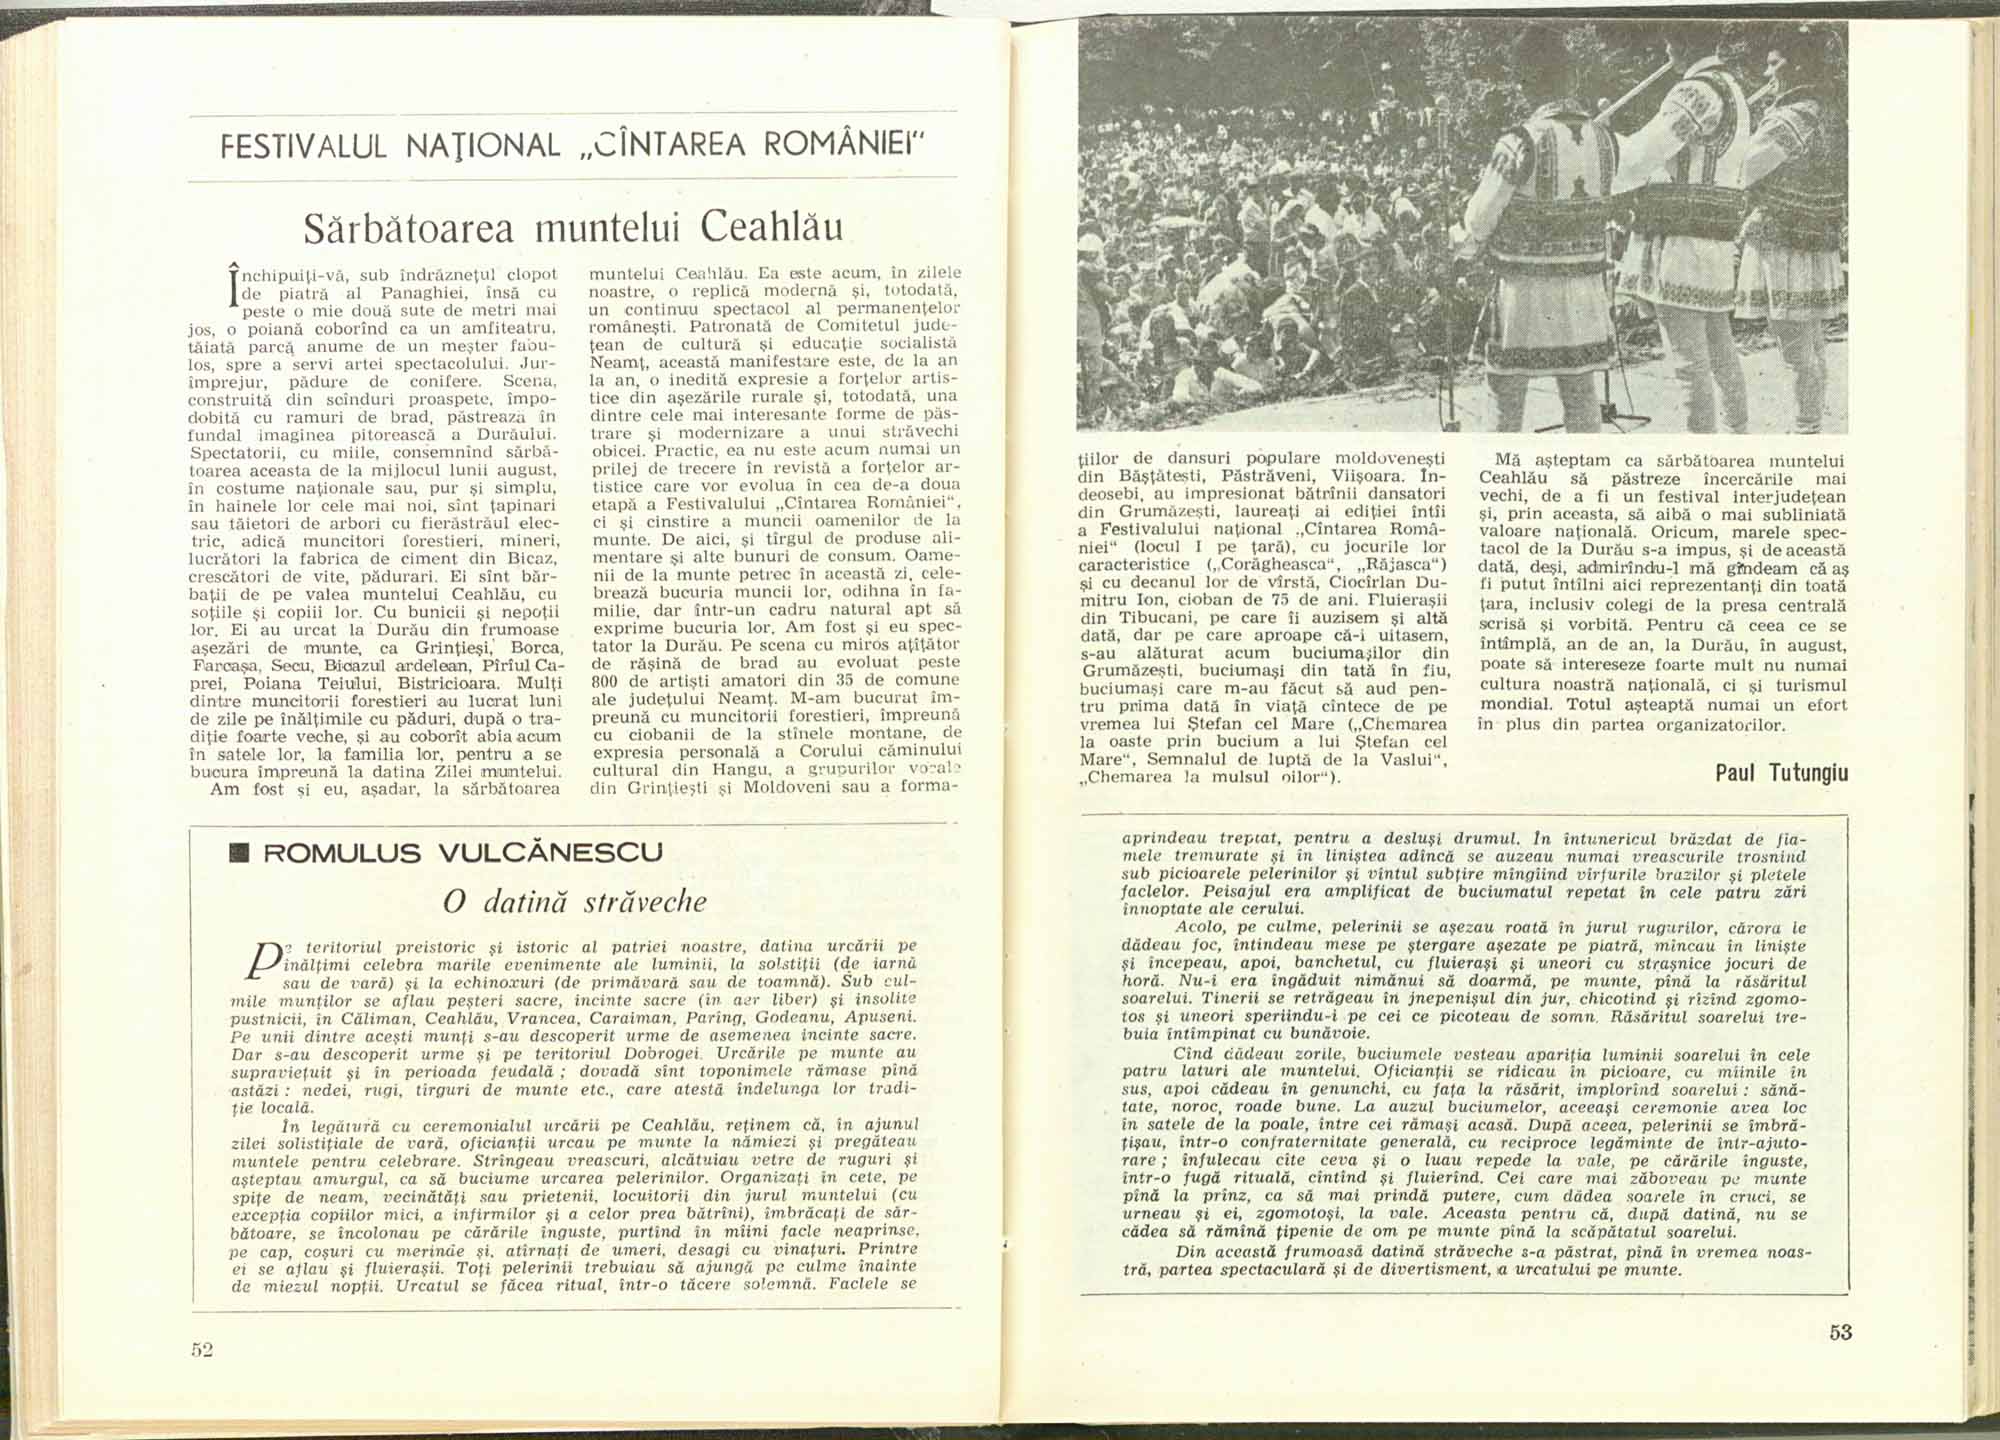 FESTIVALUL NAŢIONAL „CÎNTAREA ROMÂNIEI“
Sărbătoarea muntelui Ceahlău
Închipuiţi-vă, sub îndrăzneţul clopot
de piatră al Panaghiei, însă cu
peste o mie două sute de metri mai
jos, o poiană coborînd ca un amfiteatru,
tăiată parcă anume de un meşter fabu-
los, spre a servi artei spectacolului. Jur-
împrejur, pădure de conifere. Scena,
construită din scînduri proaspete, împo-
dobită cu ramuri de brad, păstrează în
fundal imaginea pitorească a Durăului.
Spectatorii, cu miile, consemnînd sărbă-
toarea aceasta de la mijlocul lunii august,
în costume naţionale sau, pur şi simplu,
în hainele lor cele mai noi, sînt ţapinari
sau tăietori de arbori cu fierăstrăul elec-
tric, adică muncitori forestieri, mineri,
lucrători la fabrica de ciment din Bicaz,
crescători de vite, pădurari. Ei sînt băr-
baţii de pe valea muntelui Ceahlău, cu
soţiile şi copiii lor. Cu bunicii şi nepoţii
lor. Ei au urcat la Durău din frumoase
aşezări de munte, ca Grinţieşi, Borca,
Farcaşa, Secu, Bicazul ardelean, Pîrîul Ca-
prei, Poiana Teiului, Bistricioara. Mulţi
dintre muncitorii forestieri au lucrat luni
de zile pe înălţimile cu păduri, după o tra-
diţie foarte veche, şi au coborît abia acum
în satele lor, la familia lor, pentru a se
bucura împreună la datina Zilei muntelui.
Am fost şi eu, aşadar, la sărbătoarea
muntelui Ceahlău. Ea este acum, în zilele
noastre, o replică modernă şi, totodată,
un continuu spectacol al permanenţelor
româneşti. Patronată de Comitetul jude-
ţean de cultură şi educaţie socialistă
Neamţ, această manifestare este, de la an
la an, o inedită expresie a forţelor artis-
tice din aşezările rurale şi, totodată, una
dintre cele mai interesante forme de păs-
trare şi modernizare a unui străvechi
obicei. Practic, ea nu este acum numai un
prilej de trecere în revistă a forţelor ar-
tistice care vor evolua în cea de-a doua
etapă a Festivalului „Cîntarea României“,
ci şi cinstire a muncii oamenilor de la
munte. De aici, şi tîrgul de produse ali-
mentare şi alte bunuri de consum. Oame-
nii de la munte petrec în această zi, cele-
brează bucuria muncii lor, odihna în fa-
milie, dar într-un cadru natural apt să
exprime bucuria lor. Am fost şi eu spec-
tator la Durău. Pe scena cu miros aţîţător
de răşină de brad au evoluat peste
800 de artişti amatori din 35 de comune
ale judeţului Neamţ. M-am bucurat îm-
preună cu muncitorii forestieri, împreună
cu ciobanii de la stînele montane, de
expresia personală a Corului căminului
cultural din Hangu, a grupurilor vocale
din Grinţieşti şi Moldoveni sau a forma-
ţiilor de dansuri populare moldoveneşti
din Băştăteşti, Păstrăveni, Viişoara. În-
deosebi, au impresionat bătrînii dansatori
din Grumăzeşti, laureaţi ai ediţiei întîi
a Festivalului naţional „Cîntarea Româ-
niei“ (locul I pe ţară), cu jocurile lor
caracteristice („Corăgheasca“, „Răjasca“)
şi cu decanul lor de vîrstă, Ciocîrlan Du-
mitru Ion, cioban de 75 de ani. Fluieraşii
din Tibucani, pe care îi auzisem şi altă
dată, dar pe care aproape că-i uitasem,
s-au alăturat acum buciumaşilor din
Grumăzeşti, buciumaşi din tată în fiu,
buciumaşi care m-au făcut să aud pen-
tru prima dată în viaţă cîntece de pe
vremea lui Ştefan cel Mare („Chemarea
la oaste prin bucium a lui Ştefan cel
Mare“, Semnalul de luptă de la Vaslui“,
„Chemarea la mulsul oilor“).
Mă aşteptam ca sărbătoarea muntelui
Ceahlău să păstreze încercările mai
vechi, de a fi un festival interjudeţean
şi, prin aceasta, să aibă o mai subliniată
valoare naţională. Oricum, marele spec-
tacol de la Durău s-a impus, şi de această
dată, deşi, admirîndu-l mă gîndeam că aş
fi putut întîlni aici reprezentanţi din toată
ţara, inclusiv colegi de la presa centrală
scrisă şi vorbită. Pentru că ceea ce se
întîmplă, an de an, la Durău, în august,
poate să intereseze foarte mult nu numai
cultura noastră naţională, ci şi turismul
mondial. Totul aşteaptă numai un efort
în plus din partea organizatorilor.
Paul Tutungiu
■ ROMULUS VULCĂNESCU
O datină străveche
Pe teritoriul preistoric şi istoric al patriei noastre, datina urcării pe
înălţimi celebra marile evenimente ale luminii, la solstiţii (de iarnă
sau de vară) şi la echinoxuri (de primăvară sau de toamnă). Sub cul-
mile munţilor se aflau peşteri sacre, incinte sacre (în aer liber) şi insolite
pustnicii, în Căliman, Ceahlău, Vrancea, Caraiman, Parîng, Godeanu, Apuseni.
Pe unii dintre aceşti munţi s-au descoperit urme de asemenea incinte sacre.
Dar s-au descoperit urme şi pe teritoriul Dobrogei. Urcările pe munte au
supravieţuit şi în perioada feudală ; dovadă sînt toponimele rămase pînă
astăzi : nedei, rugi, tîrguri de munte etc., care atestă îndelunga lor tradi-
ţie locală.
În legătură cu ceremonialul urcării pe Ceahlău, reţinem că, în ajunul
zilei solistiţiale de vară, oficianţii urcau pe munte la nămiezi şi pregăteau
muntele pentru celebrare. Strîngeau vreascuri, alcătuiau vetre de ruguri şi
aşteptau amurgul, ca să buciume urcarea pelerinilor. Organizaţi în cete, pe
spiţe de neam, vecinătăţi sau prietenii, locuitorii din jurul muntelui (cu
excepţia copiilor mici, a infirmilor şi a celor prea bătrîni), îmbrăcaţi de săr-
bătoare, se încolonau pe cărările înguste, purtînd în mîini facle neaprinse,
pe cap, coşuri cu merinde şi, atîrnaţi de umeri, desagi cu vinaţuri. Printre
ei se aflau şi fluieraşii. Toţi pelerinii trebuiau să ajungă pe culme înainte
de miezul nopţii. Urcatul se făcea ritual, într-o tăcere solemnă. Faclele se
52
aprindeau treptat, pentru a desluşi drumul. In întunericul brăzdat de fla-
mele tremurate şi în liniştea adîncă se auzeau numai vreascurile trosnind
sub picioarele pelerinilor şi vîntul subţire mîngîind vîrfurile brazilor şi pletele
faclelor. Peisajul era amplificat de buciumatul repetat în cele patru zări
înnoptate ale cerului.
Acolo, pe culme, pelerinii se aşezau roată în jurul rugurilor, cărora le
dădeau foc, întindeau mese pe ştergare aşezate pe piatră, mîncau în linişte
şi începeau, apoi, banchetul, cu fluieraşi şi uneori cu straşnice jocuri de
horă. Nu-i era îngăduit nimănui să doarmă, pe munte, pînă la răsăritul
soarelui. Tinerii se retrăgeau în jnepenişul din jur, chicotind şi rîzînd zgomo-
tos şi uneori speriindu-i pe cei ce picoteau de somn. Răsăritul soarelui tre-
buia întîmpinat cu bunăvoie.
Cînd dădeau zorile, buciumele vesteau apariţia luminii soarelui în cele
patru laturi ale muntelui. Oficianţii se ridicau în picioare, cu mîinile în
sus, apoi cădeau în genunchi, cu faţa la răsărit, implorînd soarelui : sănă-
tate, noroc, roade bune. La auzul buciumelor, aceeaşi ceremonie avea loc
în satele de la poale, între cei rămaşi acasă. După aceea, pelerinii se îmbră-
ţişau, într-o confraternitate generală, cu reciproce legăminte de într-ajuto-
rare ; înfulecau cîte ceva şi o luau repede la vale, pe cărările înguste,
într-o fugă rituală, cîntînd şi fluierînd. Cei care mai zăboveau pe munte
pînă la prînz, ca să mai prindă putere, cum dădea soarele în cruci, se
urneau şi ei, zgomotoşi, la vale. Aceasta pentru că, după datină, nu se
cădea să rămînă ţipenie de om pe munte pînă la scăpătatul soarelui.
Din această frumoasă datină străveche s-a păstrat, pînă în vremea noas-
tră, partea spectaculară şi de divertisment, a urcatului pe munte.
53